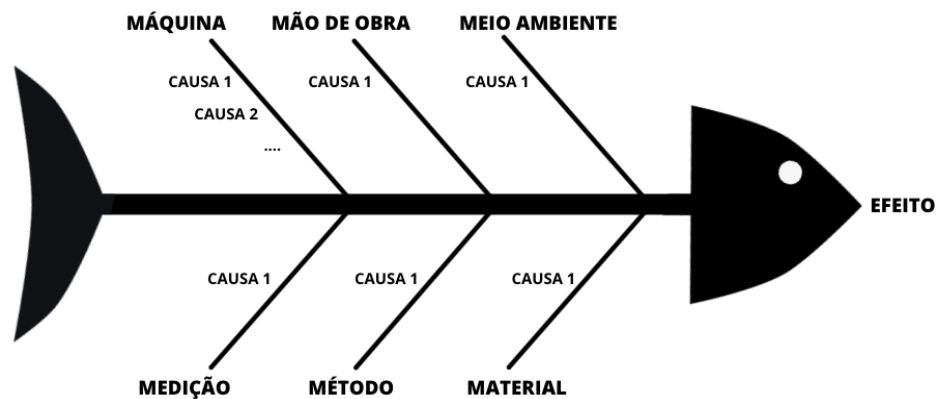 MÁQUINA
MÃO DE OBRA
MEIO AMBIENTE
CAUSA 1
CAUSA 1
CAUSA 1
CAUSA 2
....
EFEITO
CAUSA 1
CAUSA 1
CAUSA 1
MEDIÇÃO
MÉTODO
MATERIAL